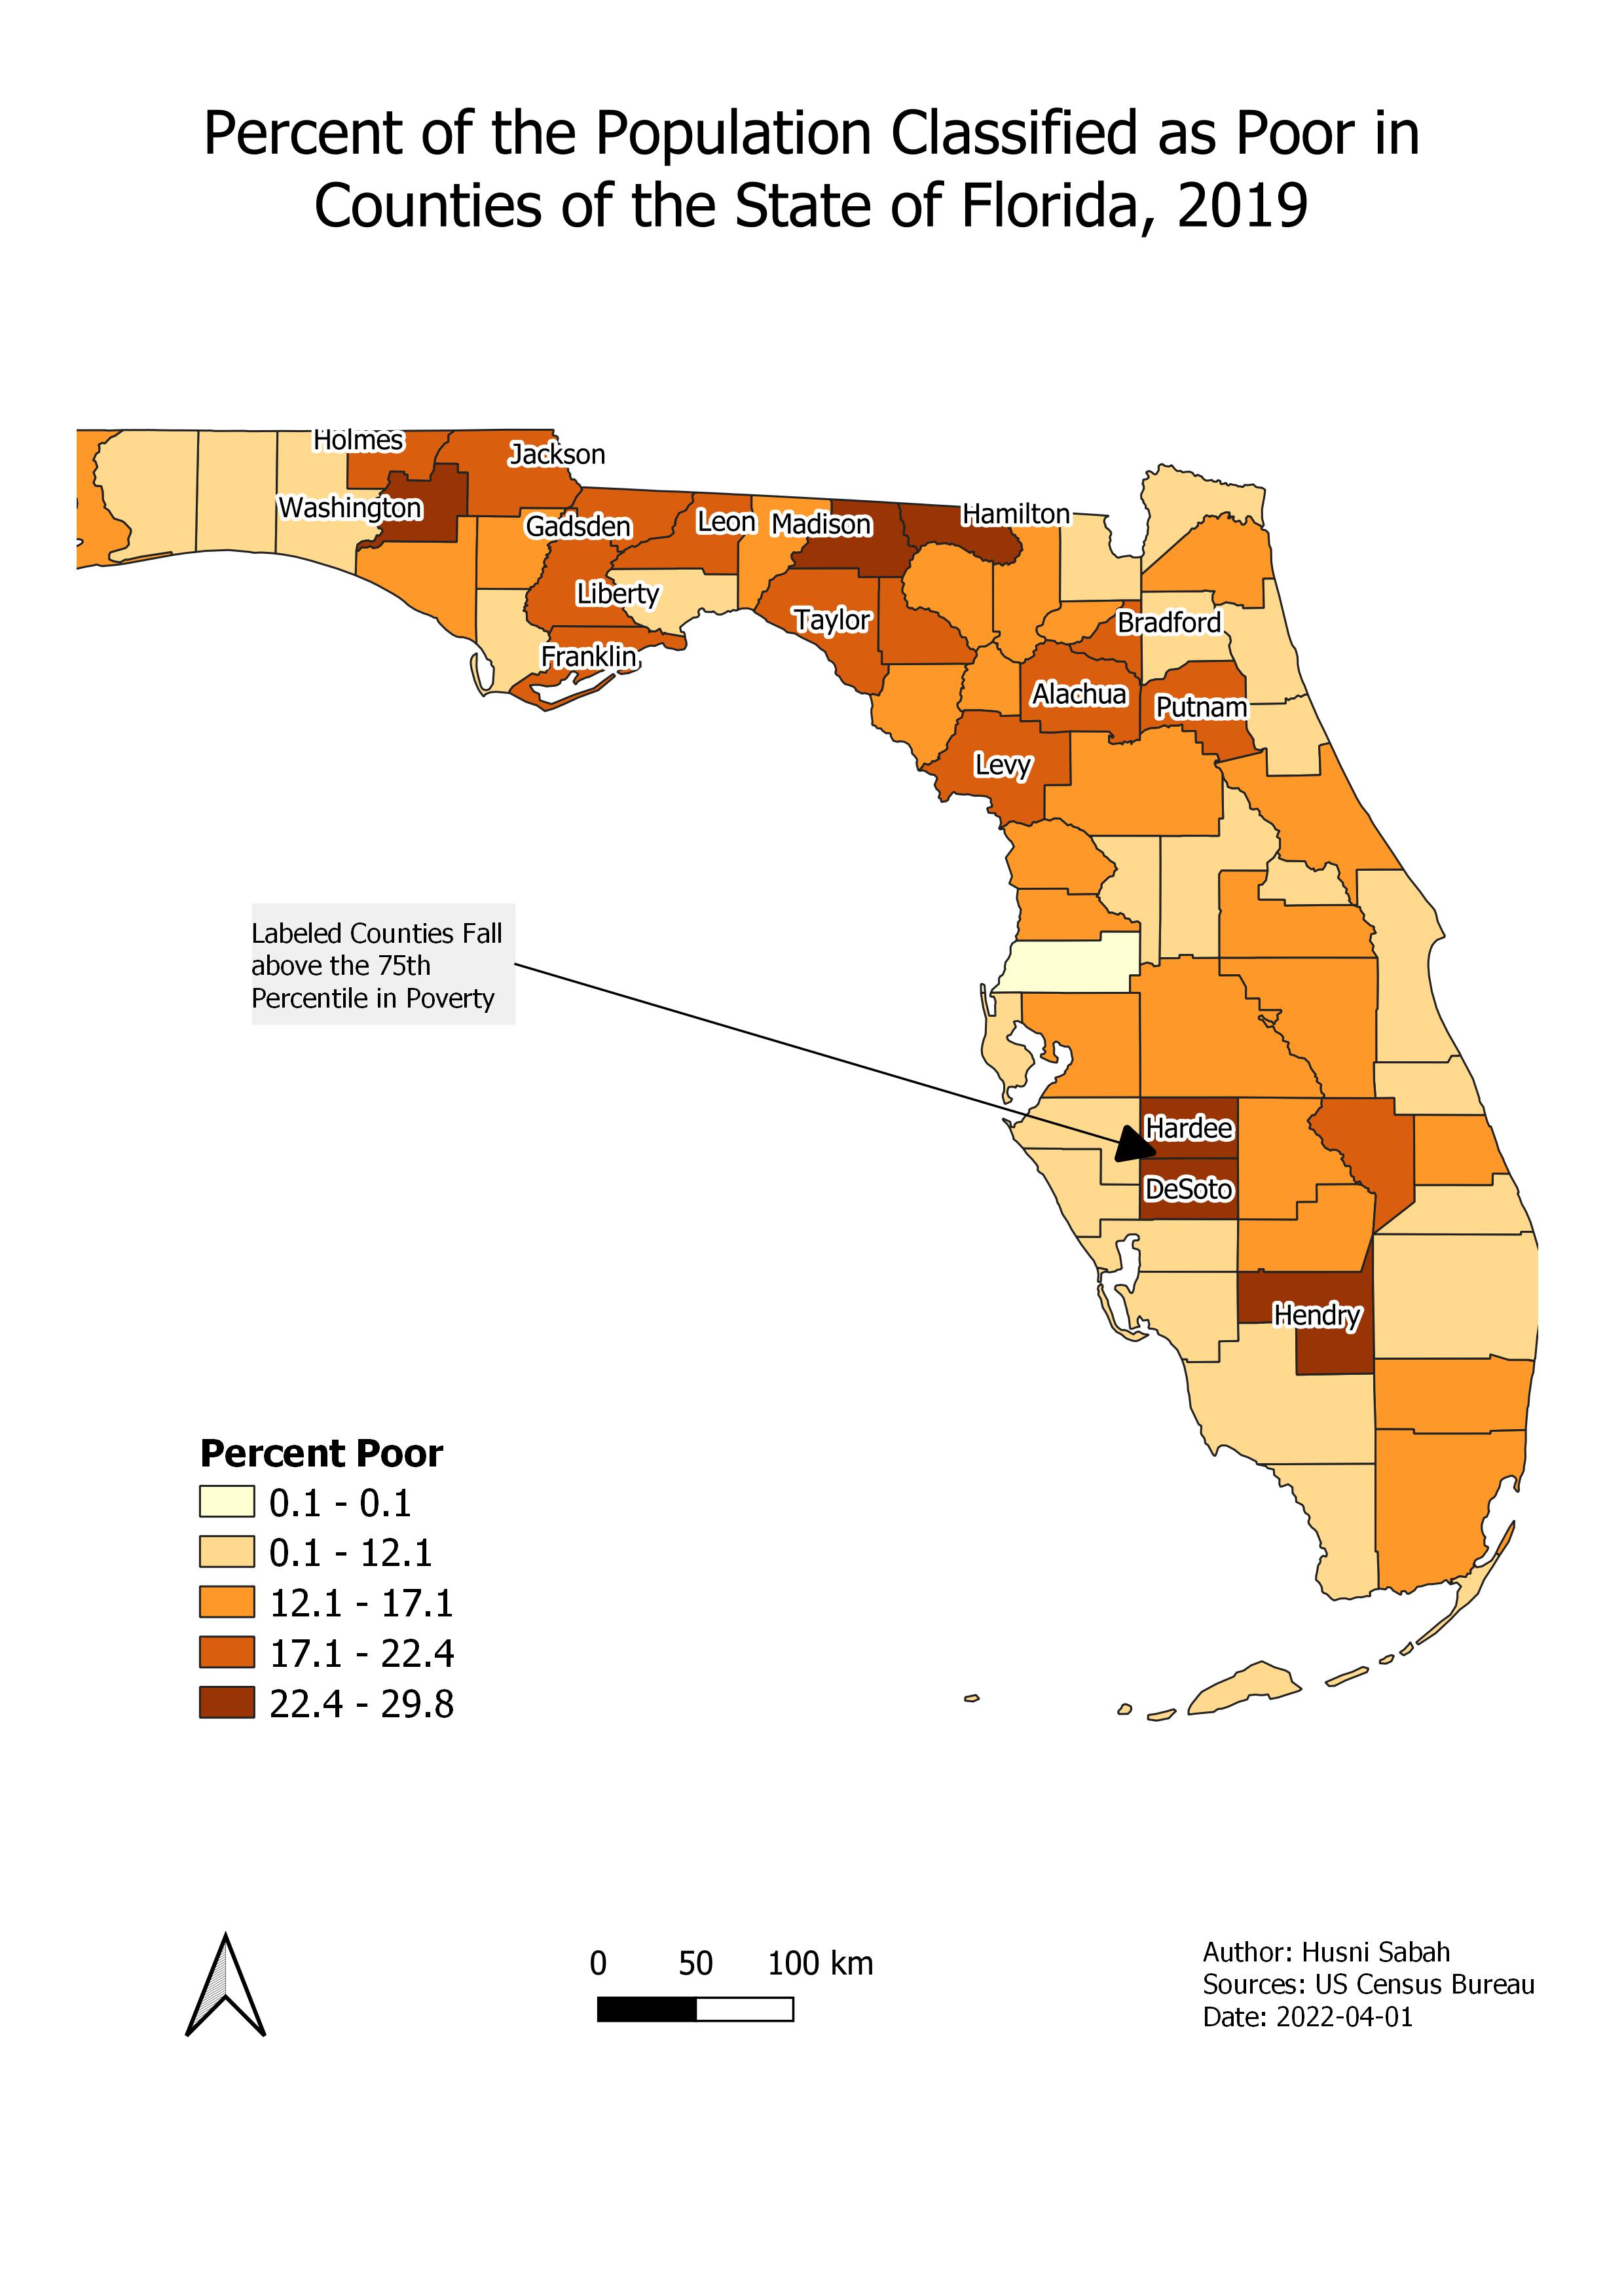 Percent of the Population Classified as Poor in
Counties of the State of Florida, 2019
Holmes
Jackson
Washington
Gadsden
Leon
Madison
Hamilton
Liberty
Taylor
Bradford
Franklin
Alachua
Putnam
Levy
Labeled Counties Fall
above the 75th
Percentile in Poverty
Hardee
DeSoto
Hendry
Percent Poor
0.1 - 0.1
0.1 - 12.1
12.1 - 17.1
17.1 - 22.4
22.4 - 29.8
0 50 100 km
Author: Husni Sabah
Sources: US Census Bureau
Date: 2022-04-01